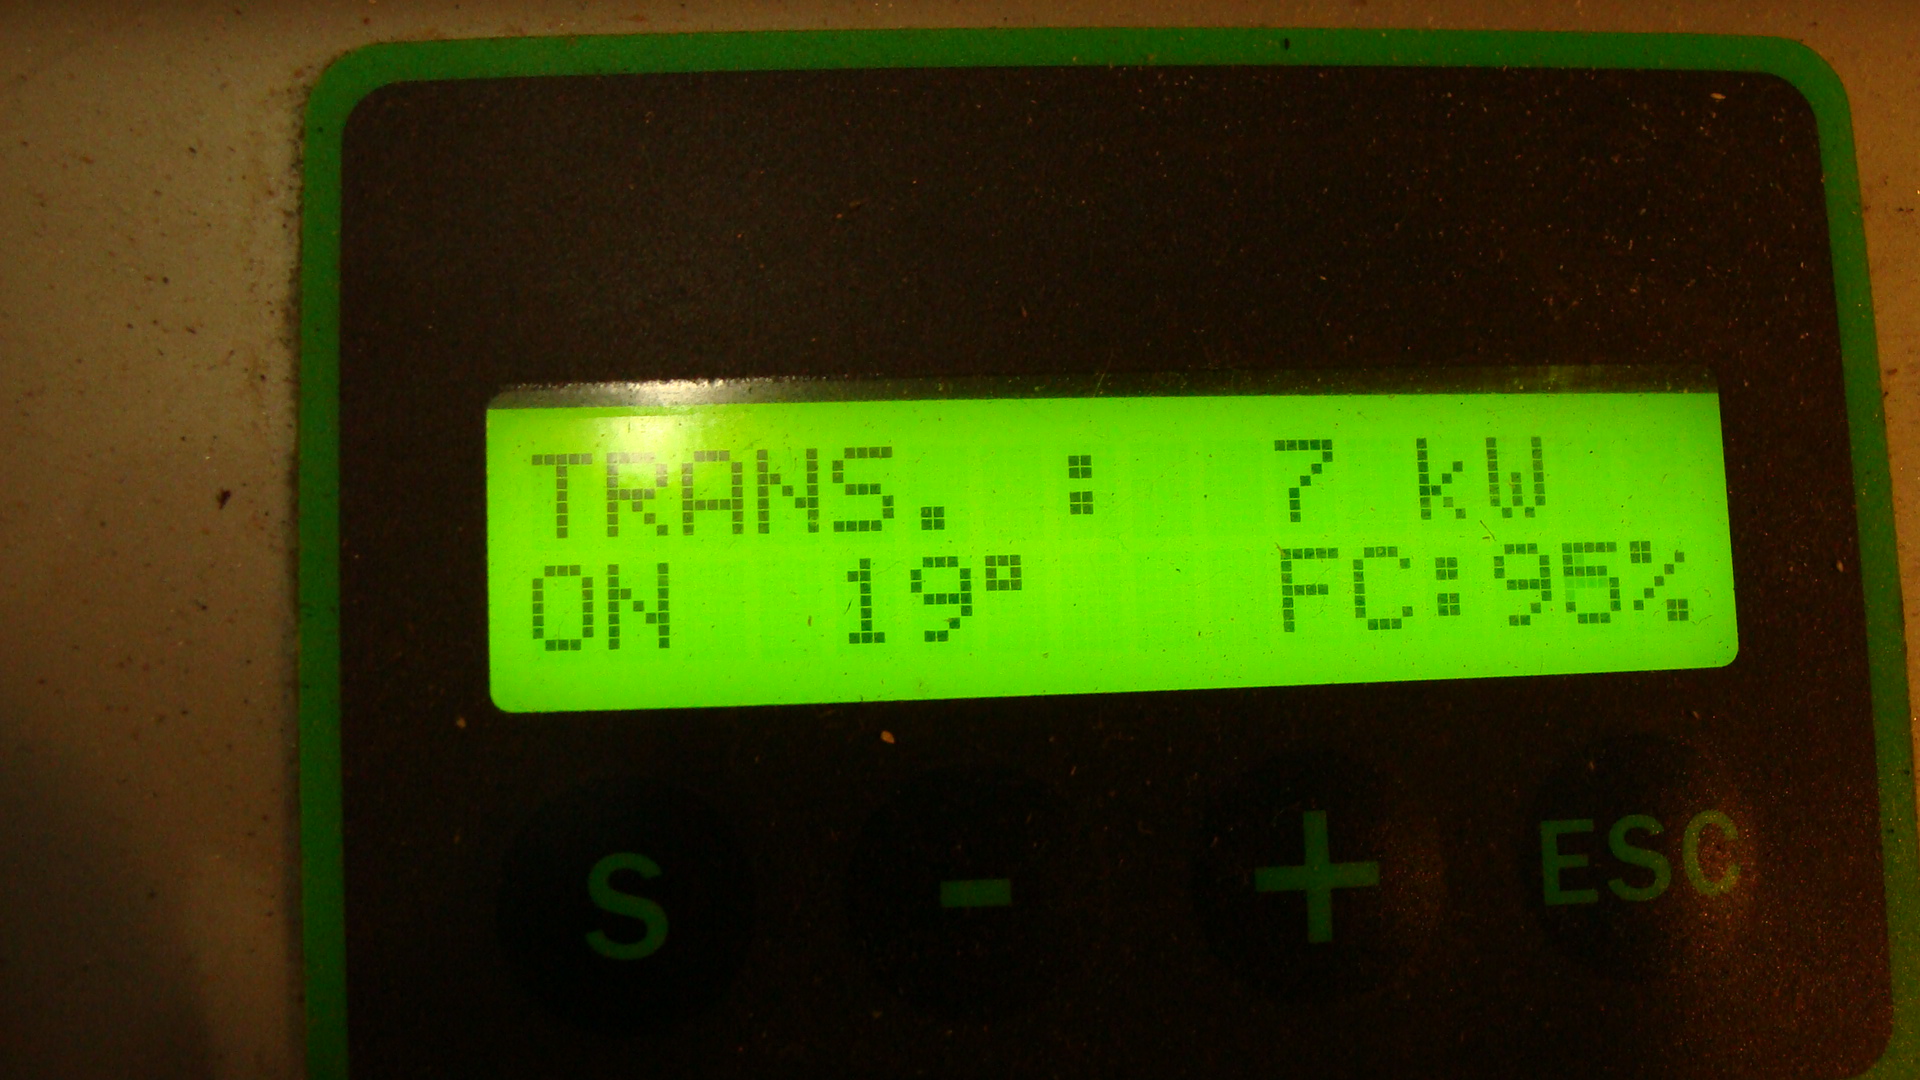 TRANS. : 7 kW
ON 19° FC:95%
S - + ESC